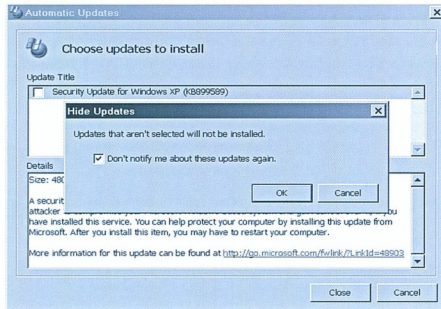 Automatic Updates
Choose updates to install
Update Title
Security Update for Windows XP (KB899589)
Hide Updates
Updates that aren't selected will not be installed.
Don't notify me about these updates again.
OK Cancel
Details
Size: 480
A securit
attacker
have installed this service. You can help protect your computer by installing this update from
Microsoft. After you install this item, you may have to restart your computer.
More information for this update can be found at http://go.microsoft.com/fwlink/?LinkId=48903
Close Cancel